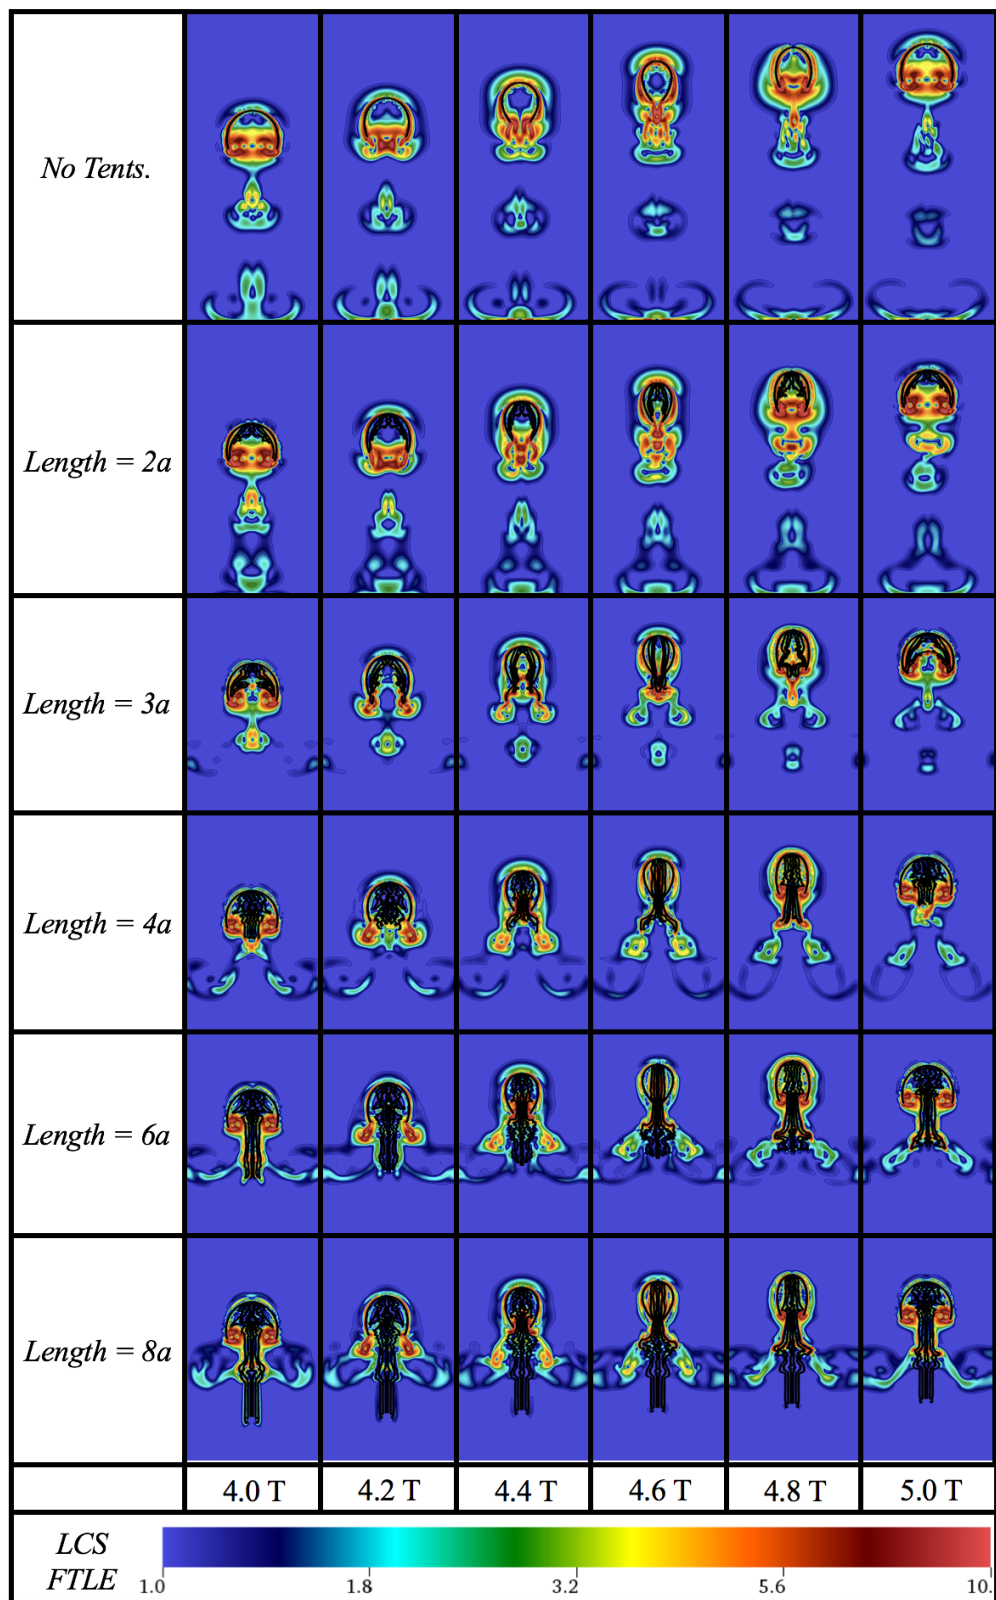 No Tents.
Length = 2a
Length = 3a
Length = 4a
Length = 6a
Length = 8a
4.0 T 4.2 T 4.4 T 4.6 T 4.8 T 5.0 T
LCS
FTLE
1.0 1.8 3.2 5.6 10.